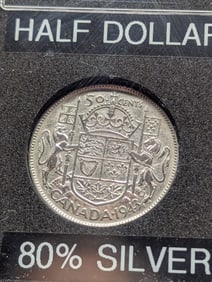 HALF DOLLAR
50 CENTS
CANADA
80% SILVER